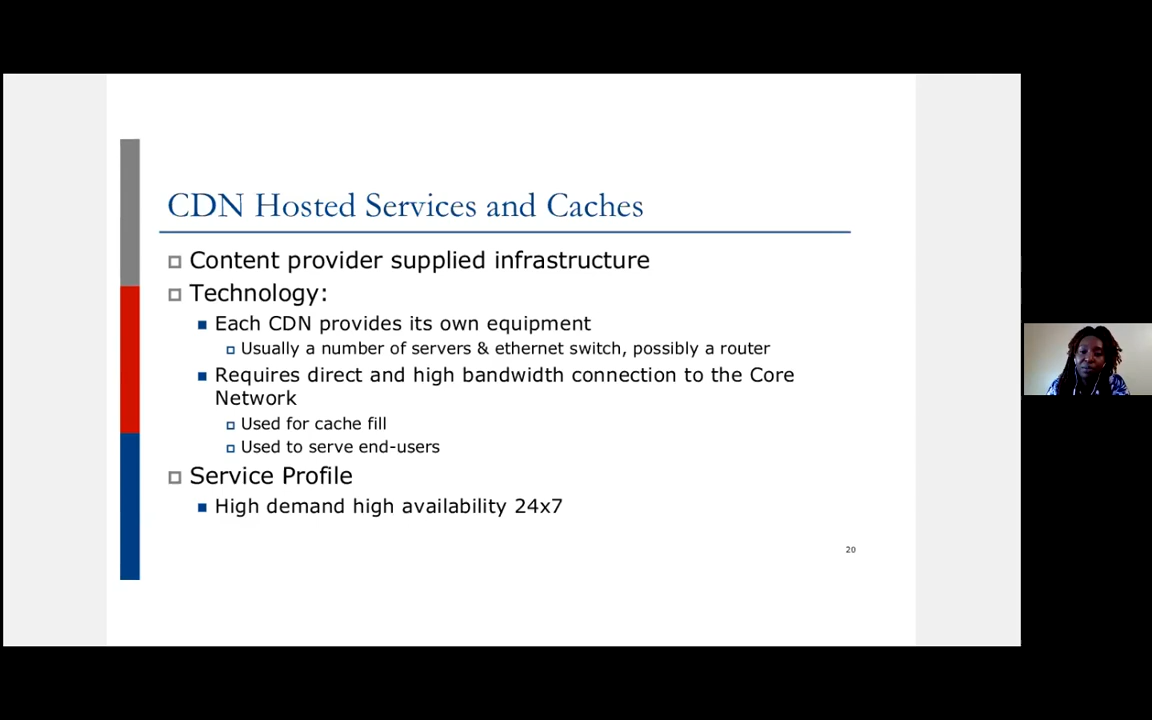 CDN Hosted Services and Caches
Content provider supplied infrastructure
Technology:
Each CDN provides its own equipment
Usually a number of servers & ethernet switch, possibly a router
Requires direct and high bandwidth connection to the Core
Network
Used for cache fill
Used to serve end-users
Service Profile
High demand high availability 24x7
20